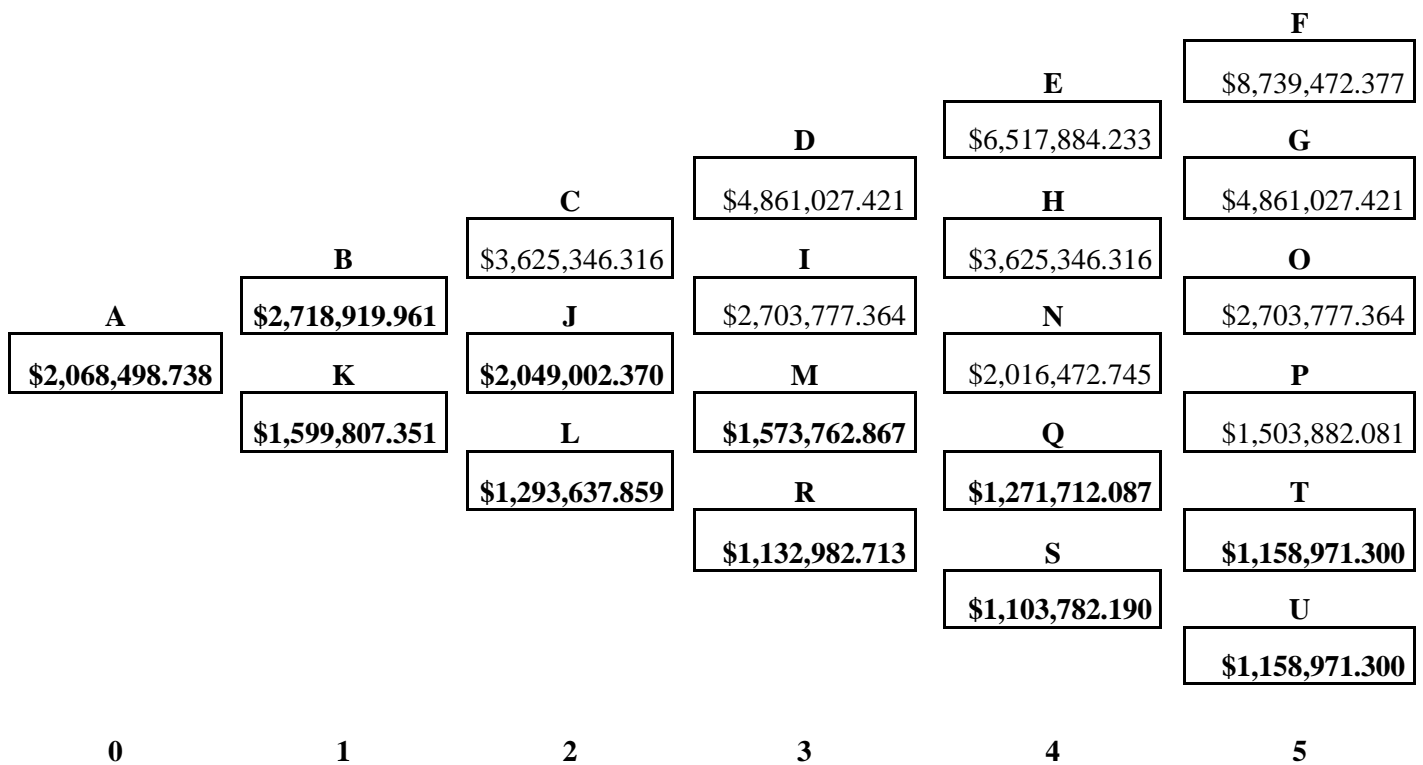 F
$8,739,472.377
E
$6,517,884.233
D
G
$4,861,027.421
$4,861,027.421
C
H
$3,625,346.316
$3,625,346.316
B
I
O
$2,718,919.961
$2,703,777.364
$2,703,777.364
A
J
N
$2,068,498.738
$2,049,002.370
$2,016,472.745
K
M
P
$1,599,807.351
$1,573,762.867
$1,503,882.081
L
Q
$1,293,637.859
$1,271,712.087
R
T
$1,132,982.713
$1,158,971.300
S
$1,103,782.190
U
$1,158,971.300
0 1 2 3 4 5